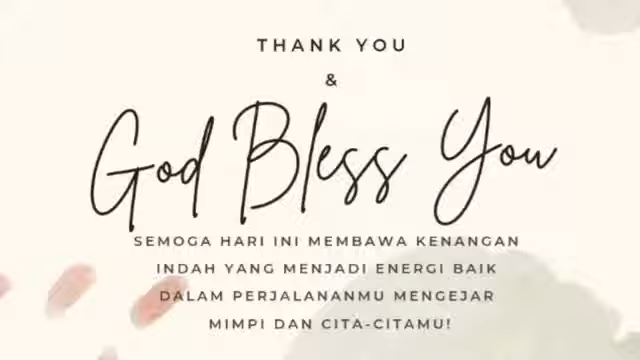 THANK YOU
&
God Bless You
SEMOGA HARI INI MEMBAWA KENANGAN
INDAH YANG MENJADI ENERGI BAIK
DALAM PERJALANANMU MENGEJAR
MIMPI DAN CITA-CITAMU!